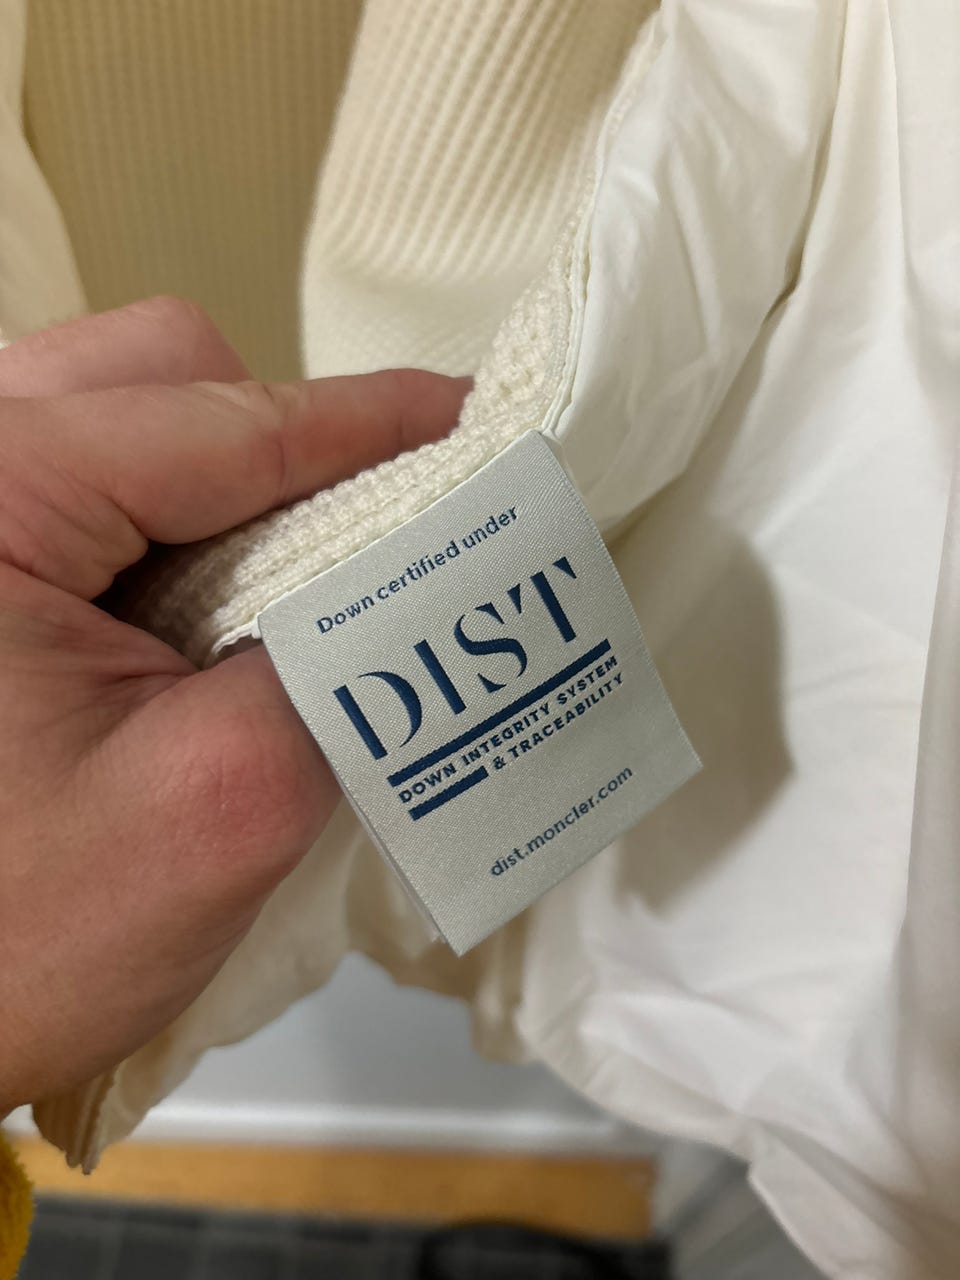 Down certified under
DIST
DOWN INTEGRITY SYSTEM
& TRACEABILITY
dist.moncler.com